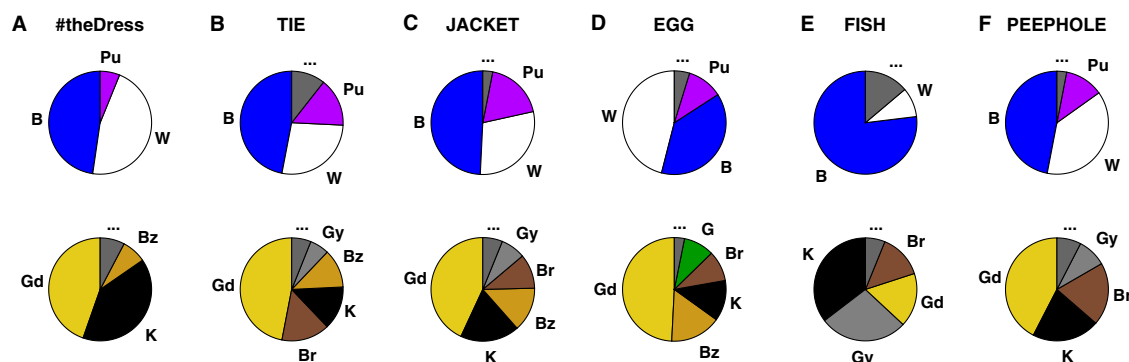 A #theDress
B TIE
C JACKET
D EGG
E FISH
F PEEPHOLE
Pu
B
W
...
Pu
B
W
...
Pu
B
W
...
Pu
W
B
...
W
B
...
Pu
B
W
...
Bz
Gd
K
...
Gy
Bz
Gd
K
Br
...
Gy
Br
Gd
Bz
K
...
G
Br
Gd
K
Bz
...
K
Br
Gd
Gy
...
Gy
Gd
Br
K